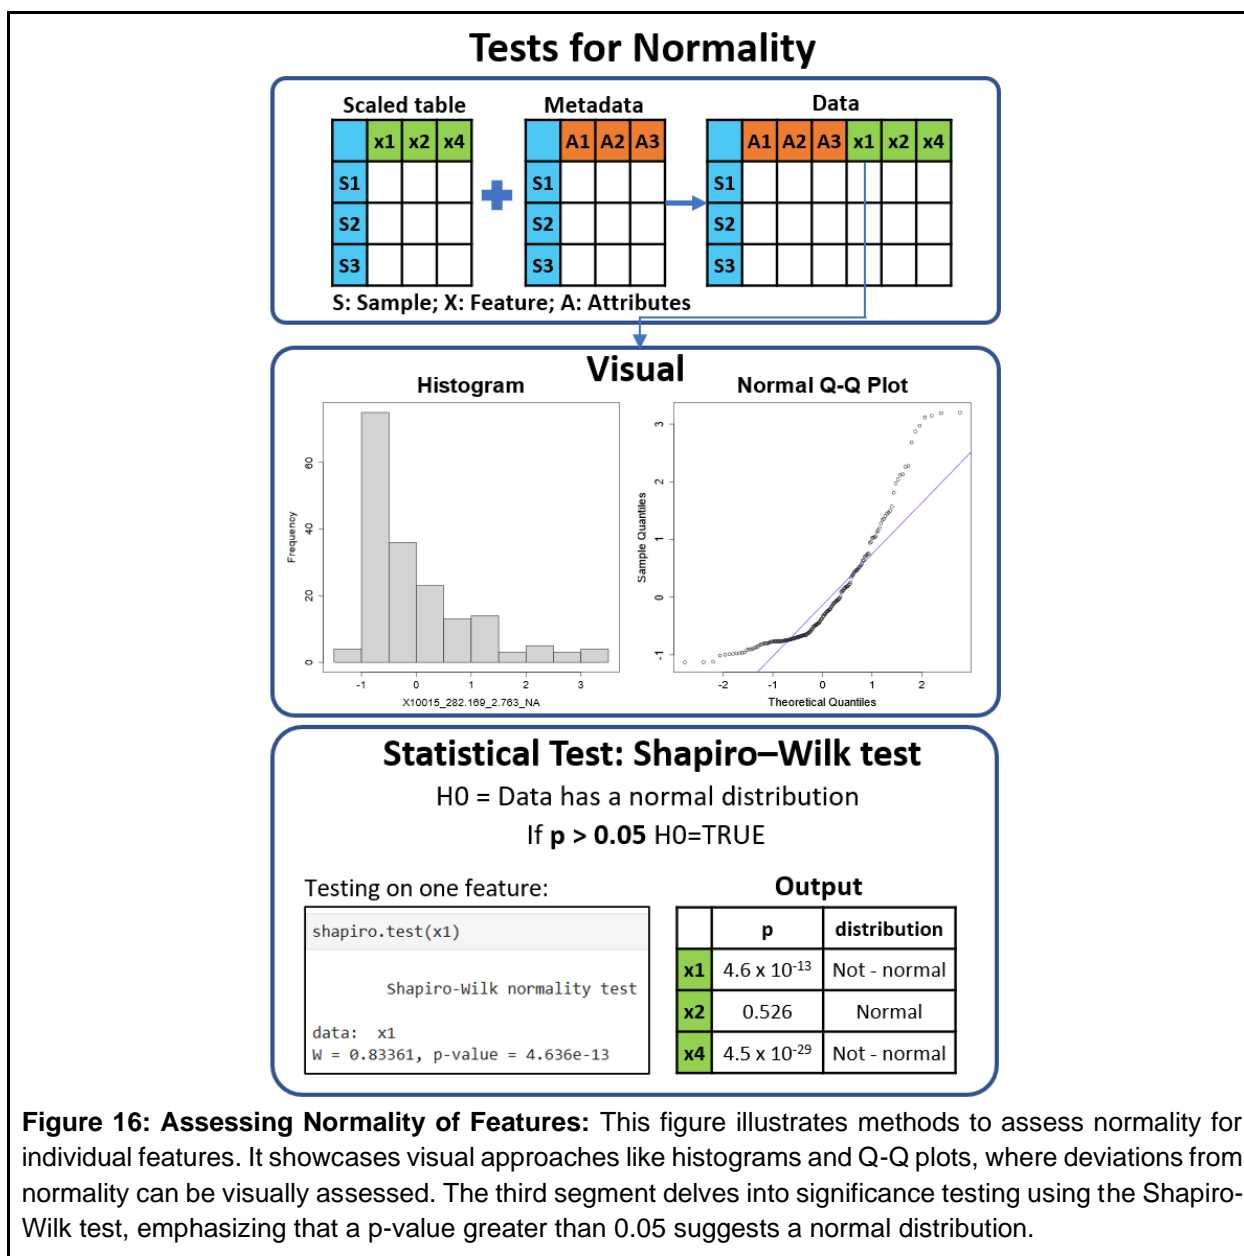 Tests for Normality
Scaled table
Metadata
Data
x1 x2 x4
A1 A2 A3
A1 A2 A3 x1 x2 x4
S1
S2
S3
S1
S2
S3
S1
S2
S3
S: Sample; X: Feature; A: Attributes
Visual
Histogram
Frequency
0
20
40
60
-1 0 1 2 3
X10015_282.169_2.763_NA
Normal Q-Q Plot
Sample Quantiles
-1
0
1
2
3
-2 -1 0 1 2
Theoretical Quantiles
Statistical Test: Shapiro–Wilk test
H0 = Data has a normal distribution
If p > 0.05 H0=TRUE
Testing on one feature:
shapiro.test(x1)
Shapiro-Wilk normality test
data: x1
W = 0.83361, p-value = 4.636e-13
Output
p distribution
x1 4.6 x 10⁻¹³ Not - normal
x2 0.526 Normal
x4 4.5 x 10⁻²⁹ Not - normal
Figure 16: Assessing Normality of Features: This figure illustrates methods to assess normality for
individual features. It showcases visual approaches like histograms and Q-Q plots, where deviations from
normality can be visually assessed. The third segment delves into significance testing using the Shapiro-
Wilk test, emphasizing that a p-value greater than 0.05 suggests a normal distribution.